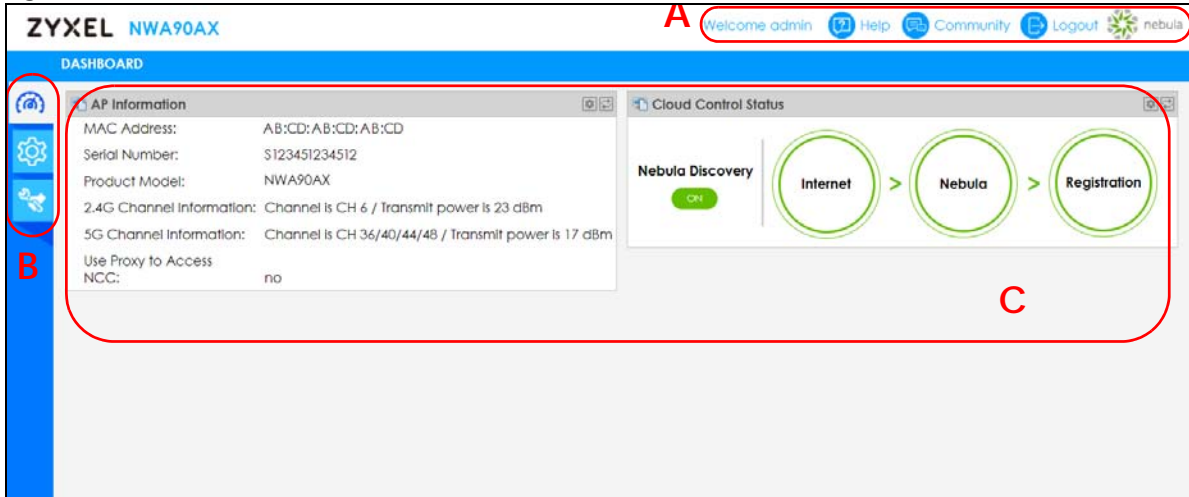 ZYXEL NWA90AX
A
Welcome admin Help Community Logout nebula
DASHBOARD
AP Information
MAC Address: AB:CD:AB:CD:AB:CD
Serial Number: S123451234512
Product Model: NWA90AX
2.4G Channel Information: Channel is CH 6 / Transmit power is 23 dBm
5G Channel Information: Channel is CH 36/40/44/48 / Transmit power is 17 dBm
Use Proxy to Access
NCC: no
Cloud Control Status
Nebula Discovery
ON
Internet > Nebula > Registration
B
C